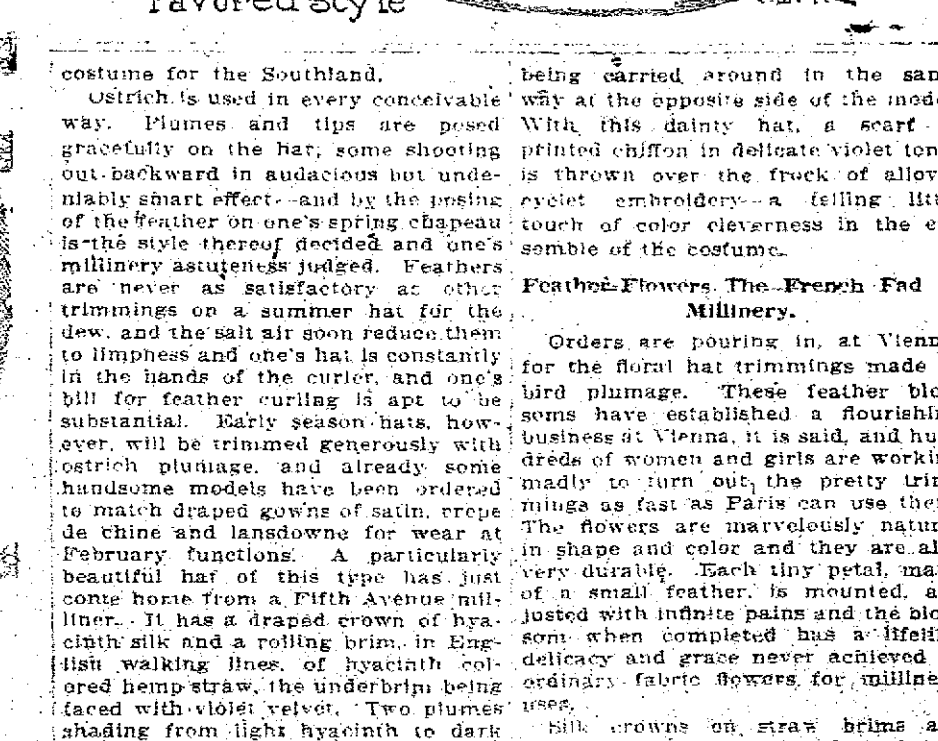 favored style
costume for the Southland.
Ostrich is used in every conceivable
way. Plumes and tips are posed
gracefully on the hat; some shooting
out backward in audacious but unde-
niably smart effect--and by the posing
of the feather on one's spring chapeau
is the style thereof decided and one's
millinery astuteness judged. Feathers
are never as satisfactory as other
trimmings on a summer hat for the
dew, and the salt air soon reduce them
to limpness and one's hat is constantly
in the hands of the curler, and one's
bill for feather curling is apt to be
substantial. Early season hats, how-
ever, will be trimmed generously with
ostrich plumage, and already some
handsome models have been ordered
to match draped gowns of satin, crepe
de chine and lansdowne for wear at
February functions. A particularly
beautiful hat of this type has just
come home from a Fifth Avenue mil-
liner. It has a draped crown of hya-
cinth silk and a rolling brim, in Eng-
lish walking lines, of hyacinth col-
ored hemp straw, the underbrim being
faced with violet velvet. Two plumes
shading from light hyacinth to dark
being carried around in the sam
way at the opposite side of the mode
With this dainty hat, a scarf
printed chiffon in delicate violet ton
is thrown over the frock of allov
eyelet embroidery--a telling litt
touch of color cleverness in the e
semble of the costume.
Feather Flowers The French Fad
Millinery.
Orders are pouring in, at Vienn
for the floral hat trimmings made
bird plumage. These feather blo
soms have established a flourishin
business at Vienna, it is said, and hu
dreds of women and girls are workin
madly to turn out the pretty trim
mings as fast as Paris can use the
The flowers are marvelously natur
in shape and color and they are al
very durable. Each tiny petal, ma
of a small feather, is mounted, a
justed with infinite pains and the blo
som when completed has a lifeli
delicacy and grace never achieved
ordinary fabric flowers for milline
uses.
Silk crowns on straw brims a